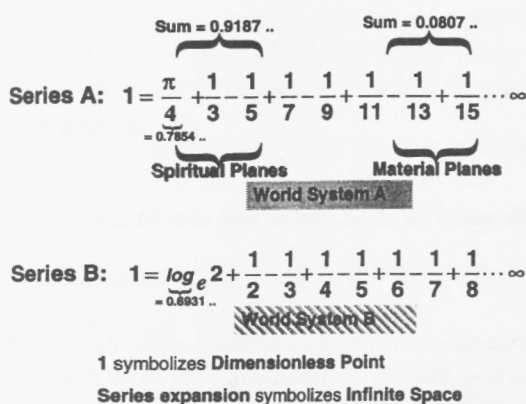 Sum = 0.9187 ..
Sum = 0.0807 ..
Series A: 1 = π/4 + 1/3 - 1/5 + 1/7 - 1/9 + 1/11 - 1/13 + 1/15 ··· ∞
= 0.7854 ..
Spiritual Planes
Material Planes
World System A
Series B: 1 = logₑ2 + 1/2 - 1/3 + 1/4 - 1/5 + 1/6 - 1/7 + 1/8 ··· ∞
= 0.6931 ..
World System B
1 symbolizes Dimensionless Point
Series expansion symbolizes Infinite Space